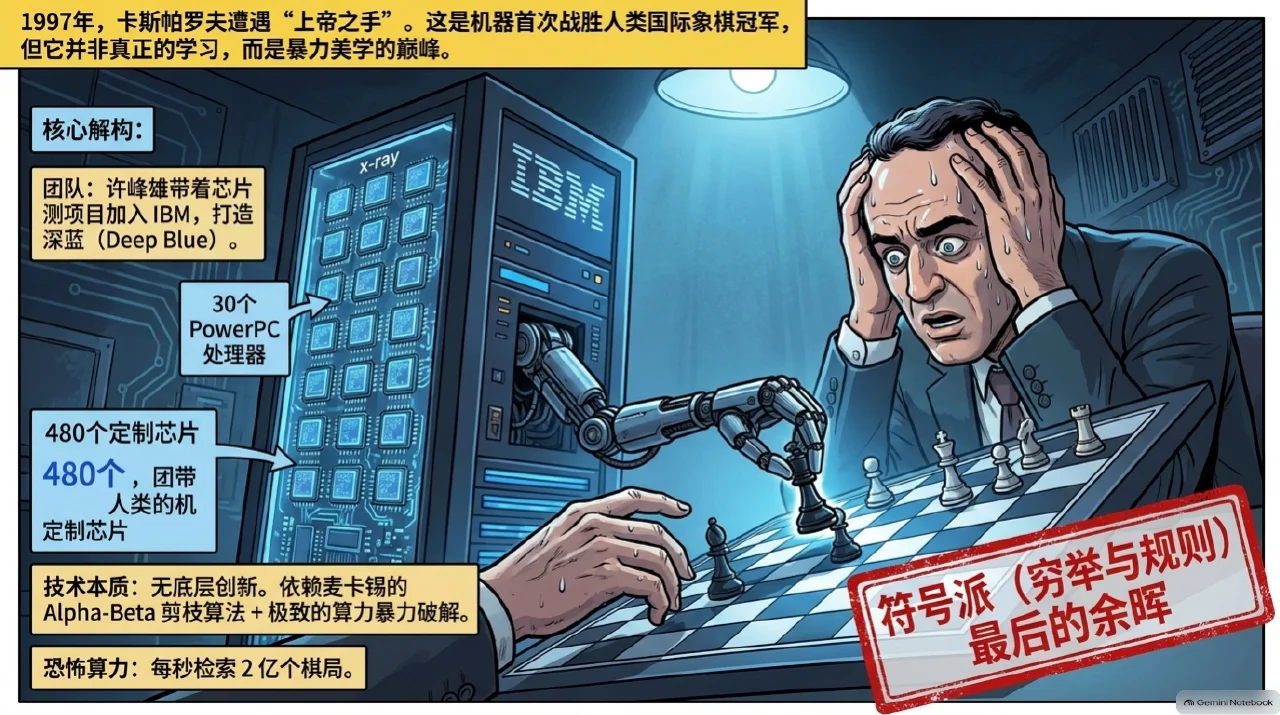 1997年，卡斯帕罗夫遭遇“上帝之手”。这是机器首次战胜人类国际象棋冠军，
但它并非真正的学习，而是暴力美学的巅峰。
核心解构：
团队：许峰雄带着芯片
测项目加入 IBM，打造
深蓝（Deep Blue）。
x-ray
IBM
30个
PowerPC
处理器
480个定制芯片
480个，团带
人类的机
定制芯片
技术本质：无底层创新。依赖麦卡锡的
Alpha-Beta 剪枝算法 + 极致的算力暴力破解。
恐怖算力：每秒检索 2 亿个棋局。
符号派（穷举与规则）
最后的余晖
Gemini Notebook